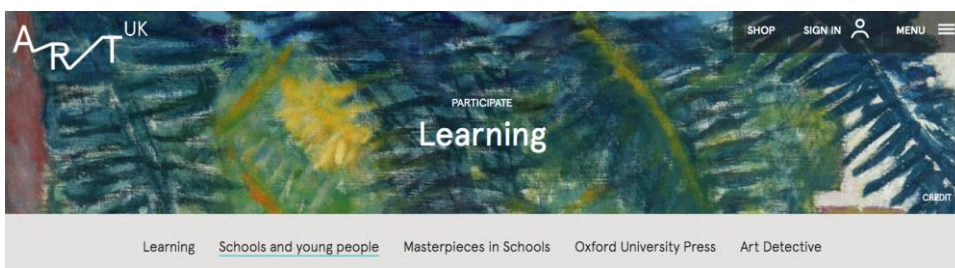 ART UK
SHOP SIGN IN MENU
PARTICIPATE
Learning
CREDIT
Learning Schools and young people Masterpieces in Schools Oxford University Press Art Detective